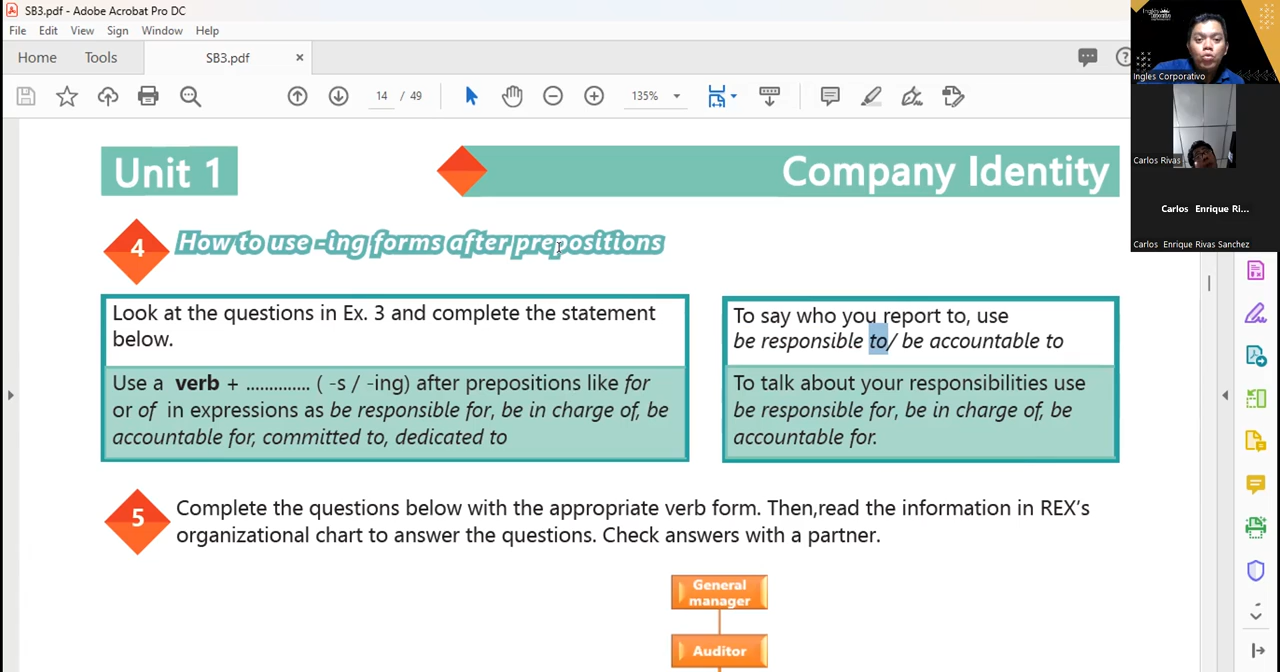 SB3.pdf - Adobe Acrobat Pro DC
File Edit View Sign Window Help
Home Tools SB3.pdf ×
14 / 49 135%
Ingles Corporativo
Carlos Rivas
Carlos Enrique Ri...
Carlos Enrique Rivas Sanchez
Unit 1
Company Identity
4
How to use -ing forms after prepositions
Look at the questions in Ex. 3 and complete the statement
below.
Use a verb + .............. ( -s / -ing) after prepositions like for
or of in expressions as be responsible for, be in charge of, be
accountable for, committed to, dedicated to
To say who you report to, use
be responsible to/ be accountable to
To talk about your responsibilities use
be responsible for, be in charge of, be
accountable for.
5
Complete the questions below with the appropriate verb form. Then,read the information in REX's
organizational chart to answer the questions. Check answers with a partner.
General
manager
Auditor